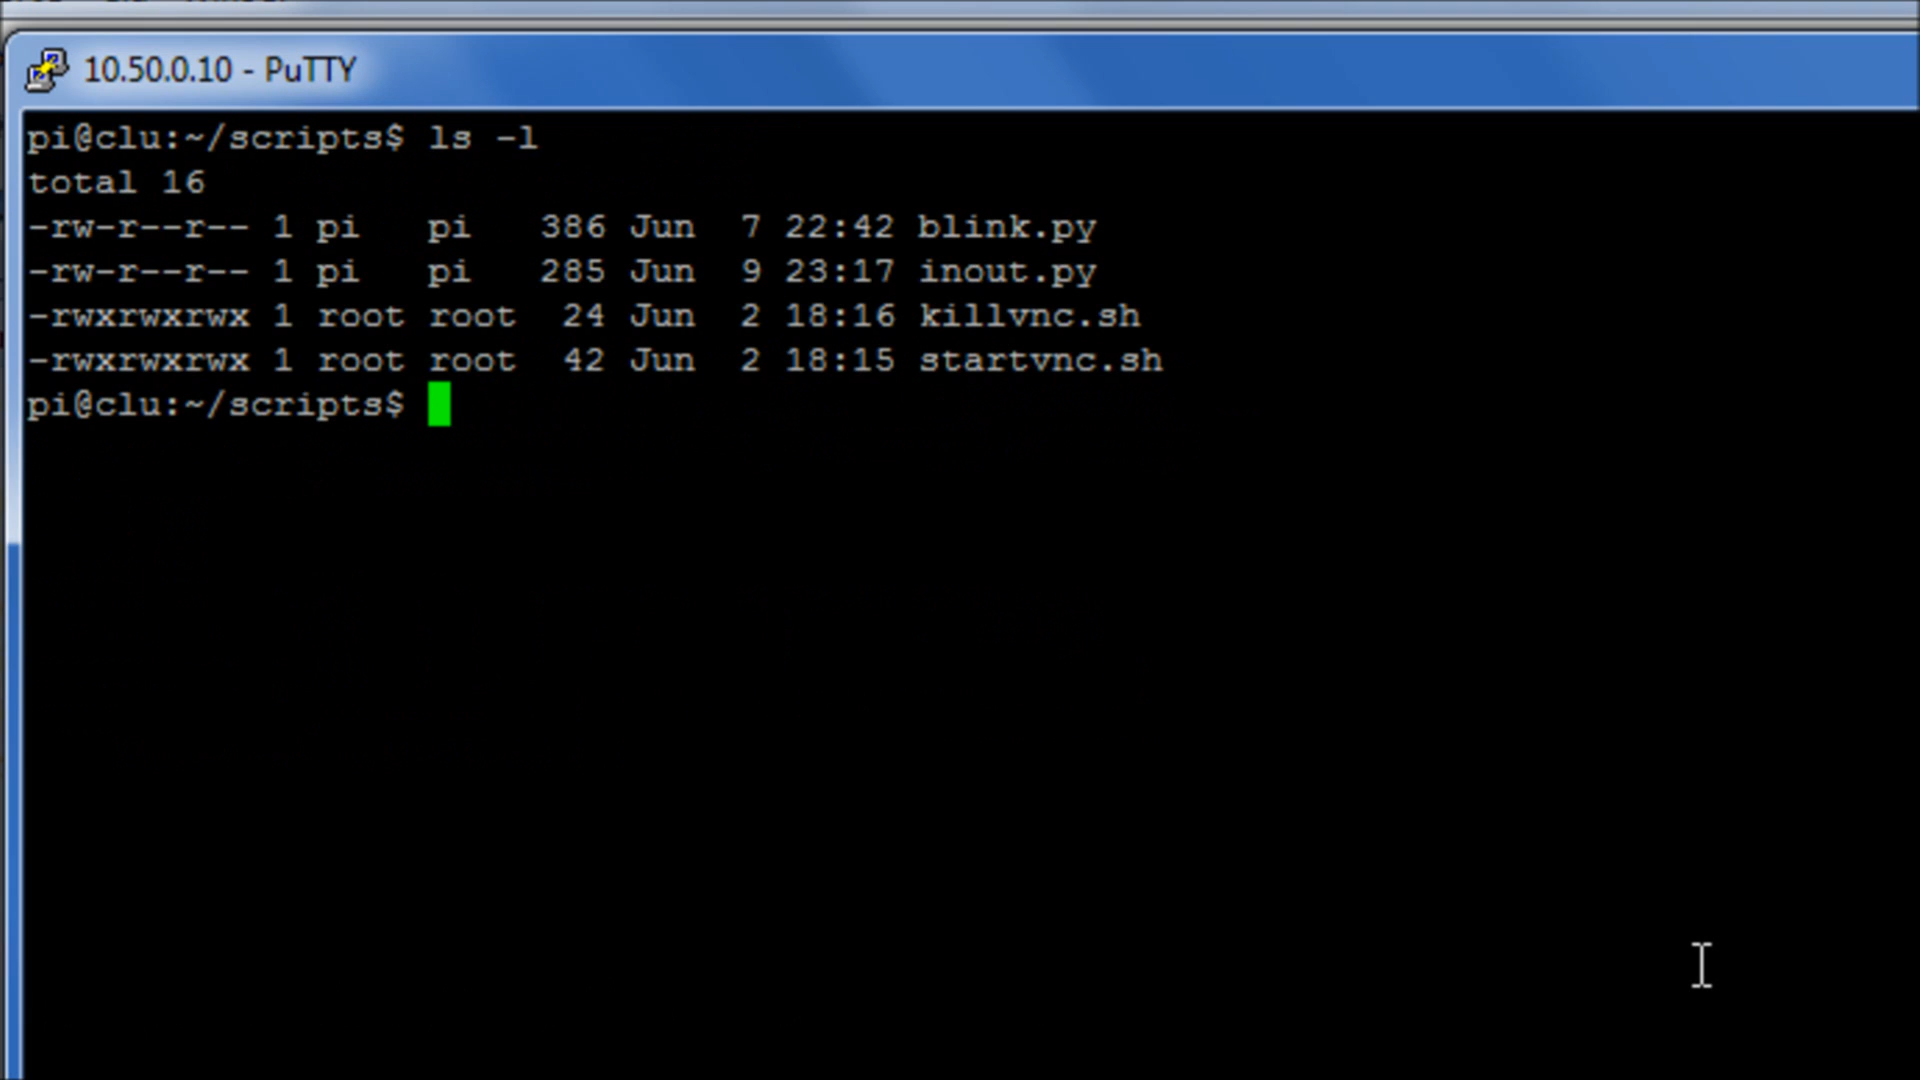 10.50.0.10 - PuTTY
pi@clu:~/scripts$ ls -l
total 16
-rw-r--r-- 1 pi   pi   386 Jun  7 22:42 blink.py
-rw-r--r-- 1 pi   pi   285 Jun  9 23:17 inout.py
-rwxrwxrwx 1 root root  24 Jun  2 18:16 killvnc.sh
-rwxrwxrwx 1 root root  42 Jun  2 18:15 startvnc.sh
pi@clu:~/scripts$